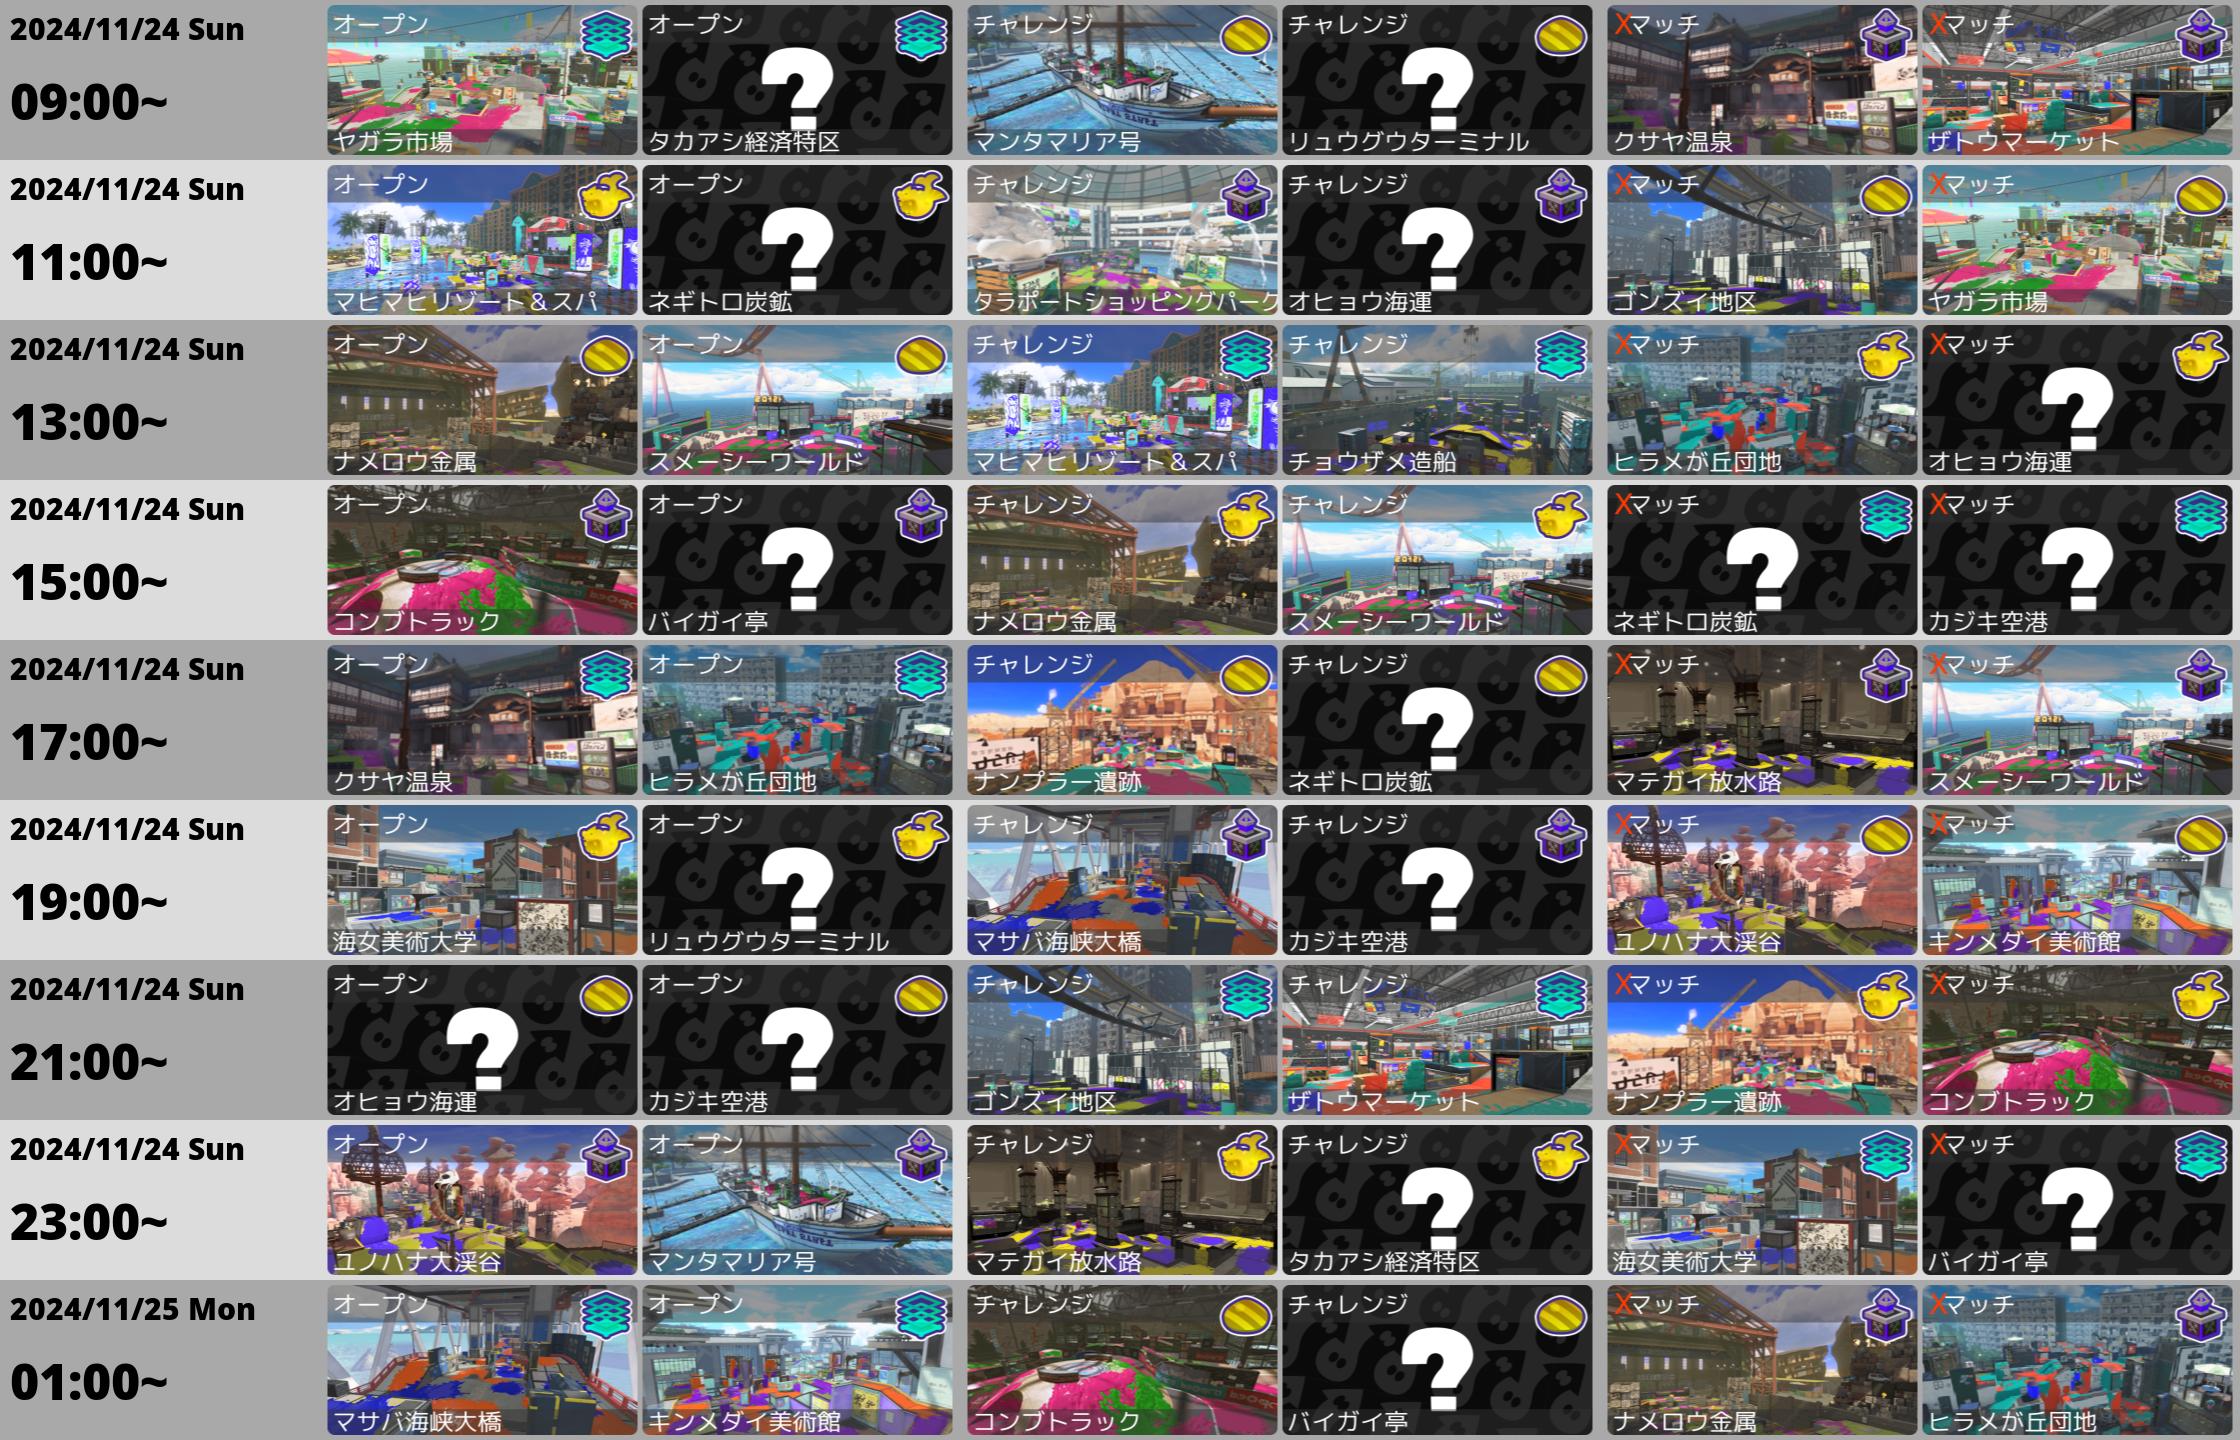 2024/11/24 Sun
09:00~
オープン
ヤガラ市場
オープン
タカアシ経済特区
チャレンジ
マンタマリア号
チャレンジ
リュウグウターミナル
Xマッチ
クサヤ温泉
Xマッチ
ザトウマーケット
2024/11/24 Sun
11:00~
オープン
マヒマヒリゾート＆スパ
オープン
ネギトロ炭鉱
チャレンジ
タラポートショッピングパーク
チャレンジ
オヒョウ海運
Xマッチ
ゴンズイ地区
Xマッチ
ヤガラ市場
2024/11/24 Sun
13:00~
オープン
ナメロウ金属
オープン
スメーシーワールド
チャレンジ
マヒマヒリゾート＆スパ
チャレンジ
チョウザメ造船
Xマッチ
ヒラメが丘団地
Xマッチ
オヒョウ海運
2024/11/24 Sun
15:00~
オープン
コンブトラック
オープン
バイガイ亭
チャレンジ
ナメロウ金属
チャレンジ
スメーシーワールド
Xマッチ
ネギトロ炭鉱
Xマッチ
カジキ空港
2024/11/24 Sun
17:00~
オープン
クサヤ温泉
オープン
ヒラメが丘団地
チャレンジ
ナンプラー遺跡
チャレンジ
ネギトロ炭鉱
Xマッチ
マテガイ放水路
Xマッチ
スメーシーワールド
2024/11/24 Sun
19:00~
オープン
海女美術大学
オープン
リュウグウターミナル
チャレンジ
マサバ海峡大橋
チャレンジ
カジキ空港
Xマッチ
ユノハナ大渓谷
Xマッチ
キンメダイ美術館
2024/11/24 Sun
21:00~
オープン
オヒョウ海運
オープン
カジキ空港
チャレンジ
ゴンズイ地区
チャレンジ
ザトウマーケット
Xマッチ
ナンプラー遺跡
Xマッチ
コンブトラック
2024/11/24 Sun
23:00~
オープン
ユノハナ大渓谷
オープン
マンタマリア号
チャレンジ
マテガイ放水路
チャレンジ
タカアシ経済特区
Xマッチ
海女美術大学
Xマッチ
バイガイ亭
2024/11/25 Mon
01:00~
オープン
マサバ海峡大橋
オープン
キンメダイ美術館
チャレンジ
コンブトラック
チャレンジ
バイガイ亭
Xマッチ
ナメロウ金属
Xマッチ
ヒラメが丘団地